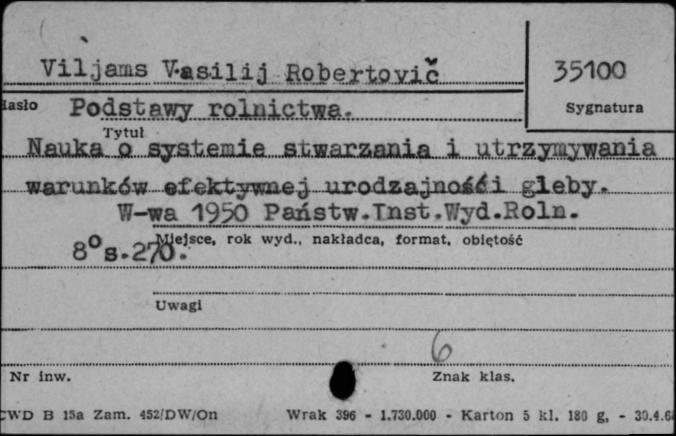 Viljams Vasilij Robertovič
35100
Hasło
Podstawy rolnictwa.
Sygnatura
Tytuł
Nauka o systemie stwarzania i utrzymywania
warunków efektywnej urodzajnośći gleby.
W-wa 1950 Państw.Inst.Wyd.Roln.
8° s.270.
Miejsce, rok wyd., nakładca, format, objętość
Uwagi
6
Nr inw.
Znak klas.
CWD B 15a Zam. 452/DW/On Wrak 396 - 1.730.000 - Karton 5 kl. 180 g, - 30.4.6